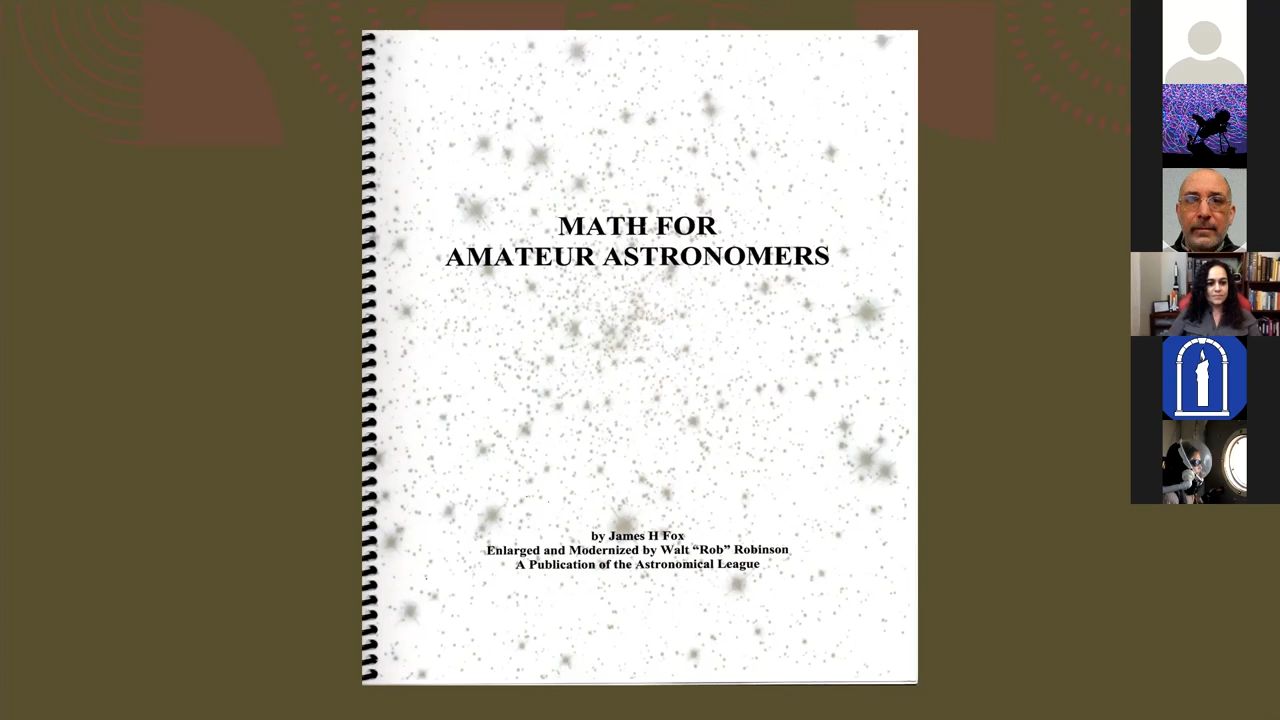 MATH FOR
AMATEUR ASTRONOMERS
by James H Fox
Enlarged and Modernized by Walt “Rob” Robinson
A Publication of the Astronomical League